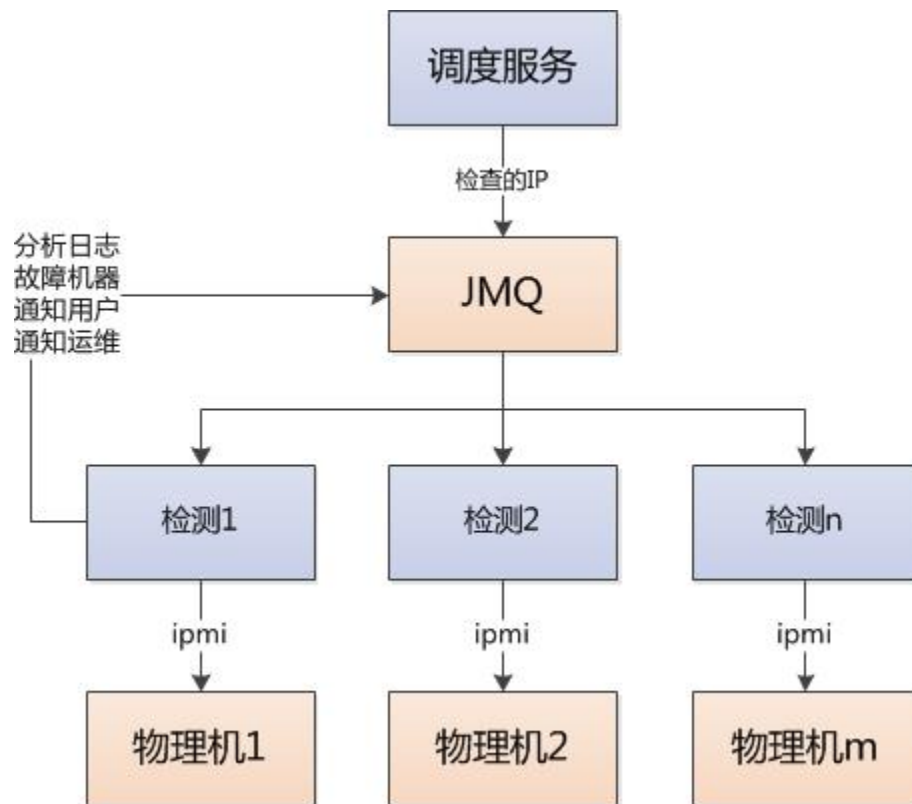 调度服务
检查的IP
分析日志
故障机器
通知用户
通知运维
JMQ
检测1
检测2
检测n
ipmi
ipmi
ipmi
物理机1
物理机2
物理机m